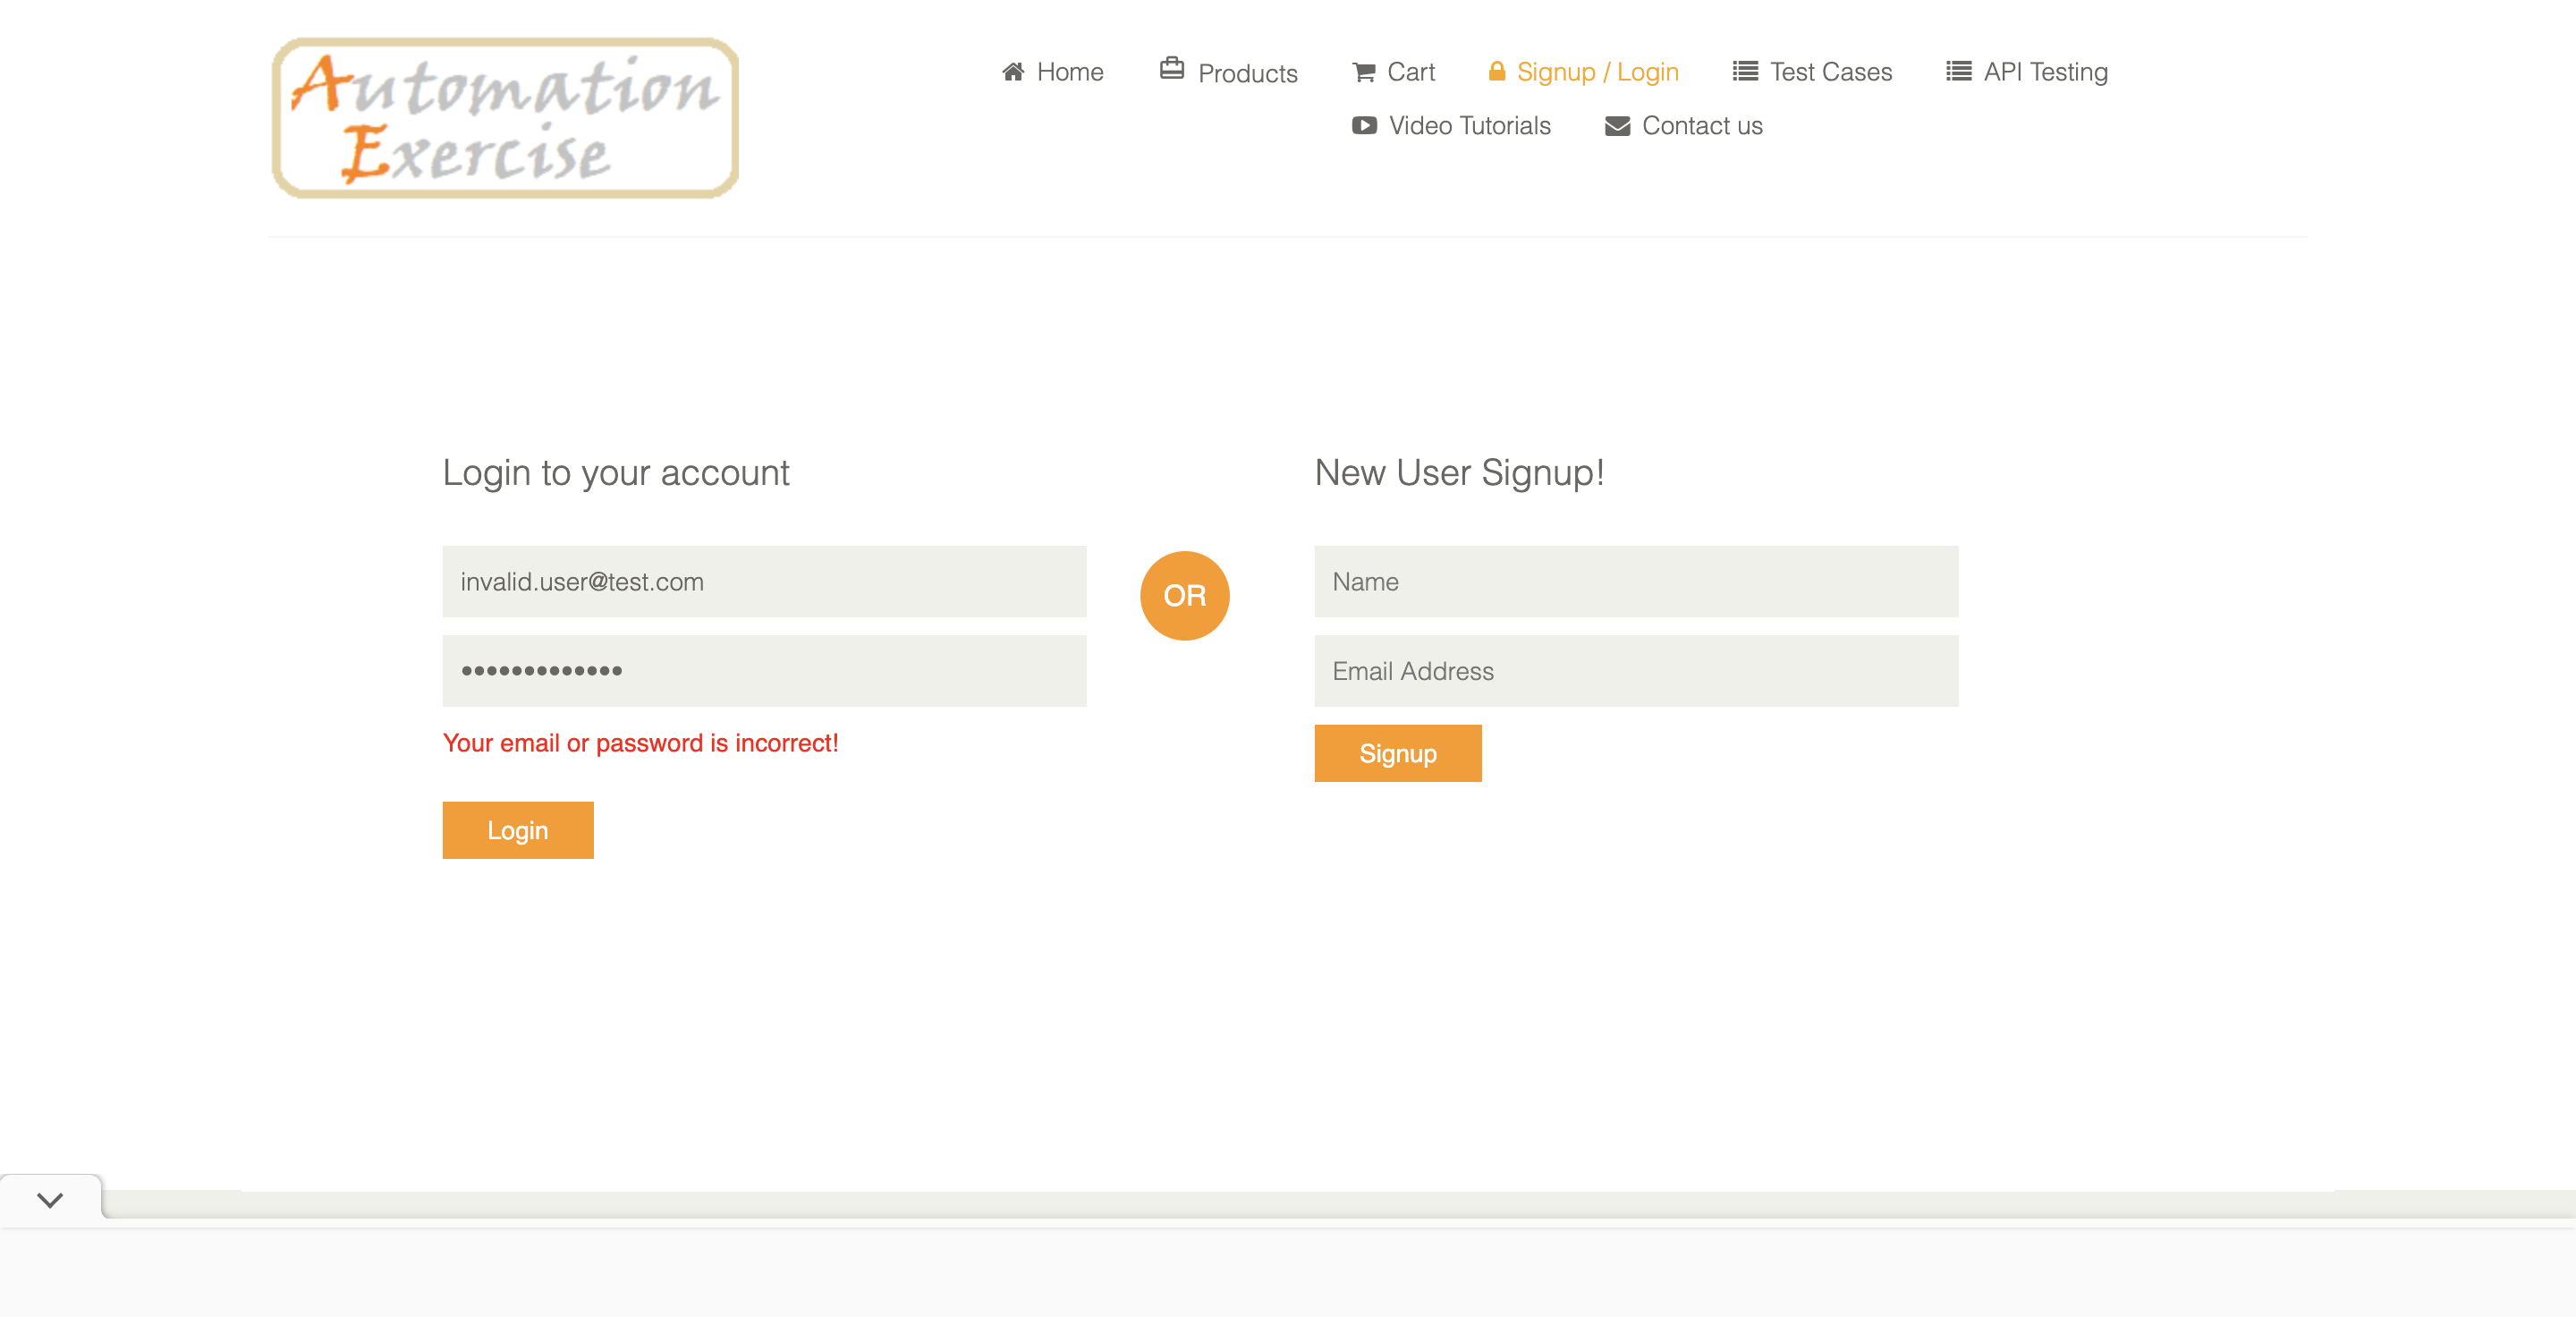 Automation
Exercise
Home Products Cart Signup / Login Test Cases API Testing
Video Tutorials Contact us
Login to your account
invalid.user@test.com
•••••••••••••
Your email or password is incorrect!
Login
OR
New User Signup!
Name
Email Address
Signup